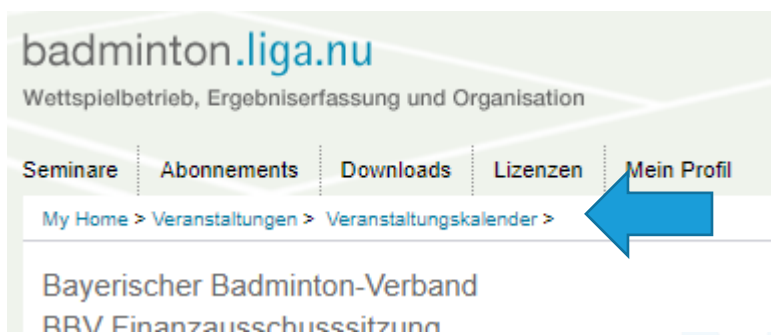 badminton.liga.nu
Wettspielbetrieb, Ergebniserfassung und Organisation
Seminare Abonnements Downloads Lizenzen Mein Profil
My Home > Veranstaltungen > Veranstaltungskalender >
Bayerischer Badminton-Verband
BBV Finanzausschusssitzung